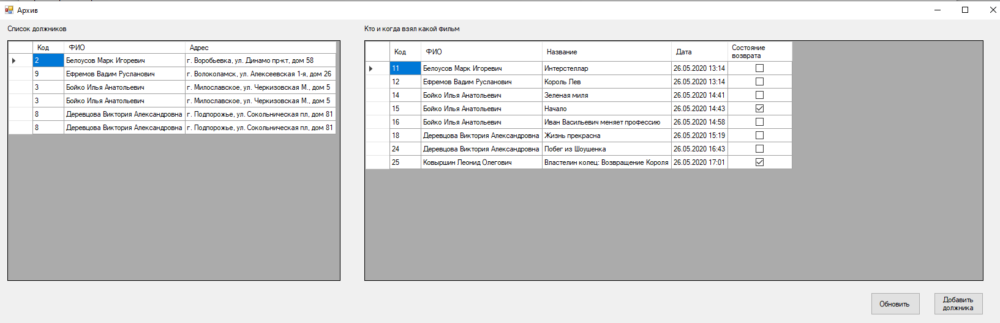 Архив
Список должников
Кто и когда взял какой фильм
Код ФИО Адрес
2 Белоусов Марк Игоревич г. Воробьевка, ул. Динамо пр-кт, дом 58
9 Ефремов Вадим Русланович г. Волоколамск, ул. Алексеевская 1-я, дом 26
3 Бойко Илья Анатольевич г. Милославское, ул. Черкизовская М., дом 5
3 Бойко Илья Анатольевич г. Милославское, ул. Черкизовская М., дом 5
8 Деревцова Виктория Александровна г. Подпорожье, ул. Сокольническая пл, дом 81
8 Деревцова Виктория Александровна г. Подпорожье, ул. Сокольническая пл, дом 81
Код ФИО Название Дата Состояние
возврата
11 Белоусов Марк Игоревич Интерстеллар 26.05.2020 13:14
12 Ефремов Вадим Русланович Король Лев 26.05.2020 13:14
14 Бойко Илья Анатольевич Зеленая миля 26.05.2020 14:41
15 Бойко Илья Анатольевич Начало 26.05.2020 14:43
16 Бойко Илья Анатольевич Иван Васильевич меняет профессию 26.05.2020 14:58
18 Деревцова Виктория Александровна Жизнь прекрасна 26.05.2020 15:19
24 Деревцова Виктория Александровна Побег из Шоушенка 26.05.2020 16:43
25 Ковыршин Леонид Олегович Властелин колец: Возвращение Короля 26.05.2020 17:01
Обновить
Добавить
должника